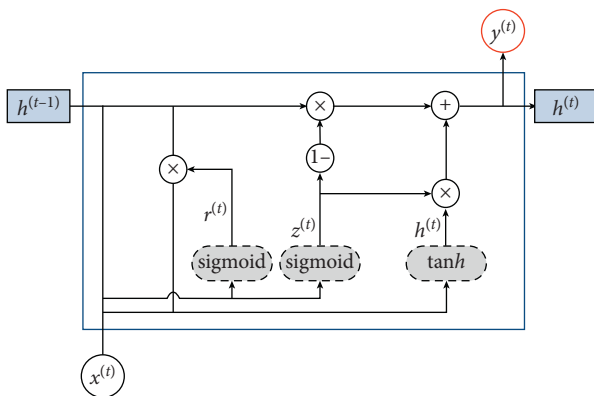 y^(t)
h^(t−1)
×
+
h^(t)
1−
×
×
r^(t)
z^(t)
h^(t)
sigmoid
sigmoid
tanh
x^(t)